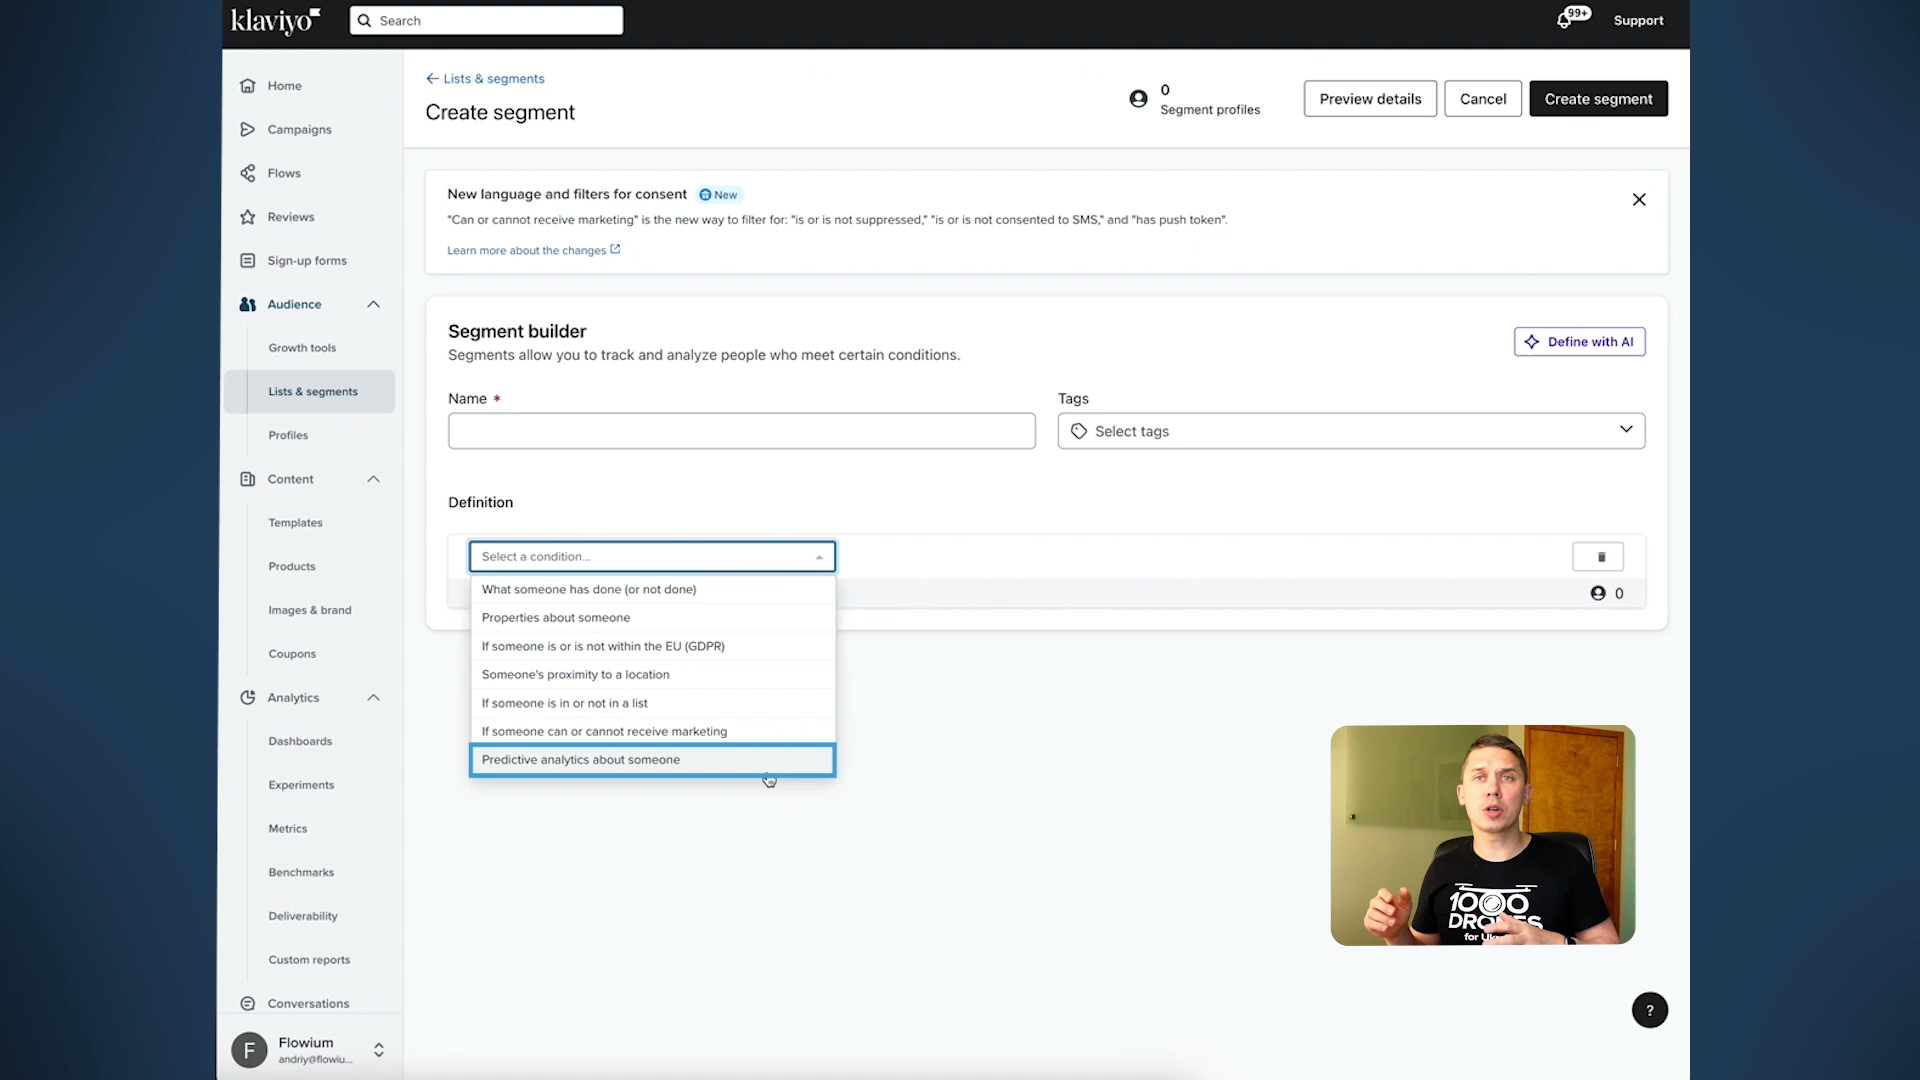 klaviyo
Search
99+
Support
Home
Campaigns
Flows
Reviews
Sign-up forms
Audience
Growth tools
Lists & segments
Profiles
Content
Templates
Products
Images & brand
Coupons
Analytics
Dashboards
Experiments
Metrics
Benchmarks
Deliverability
Custom reports
Conversations
F
Flowium
andriy@flowiu...
← Lists & segments
Create segment
0
Segment profiles
Preview details
Cancel
Create segment
New language and filters for consent
New
"Can or cannot receive marketing" is the new way to filter for: "is or is not suppressed," "is or is not consented to SMS," and "has push token".
Learn more about the changes
Segment builder
Segments allow you to track and analyze people who meet certain conditions.
Define with AI
Name *
Tags
Select tags
Definition
Select a condition...
What someone has done (or not done)
Properties about someone
If someone is or is not within the EU (GDPR)
Someone's proximity to a location
If someone is in or not in a list
If someone can or cannot receive marketing
Predictive analytics about someone
0
1000
for
?